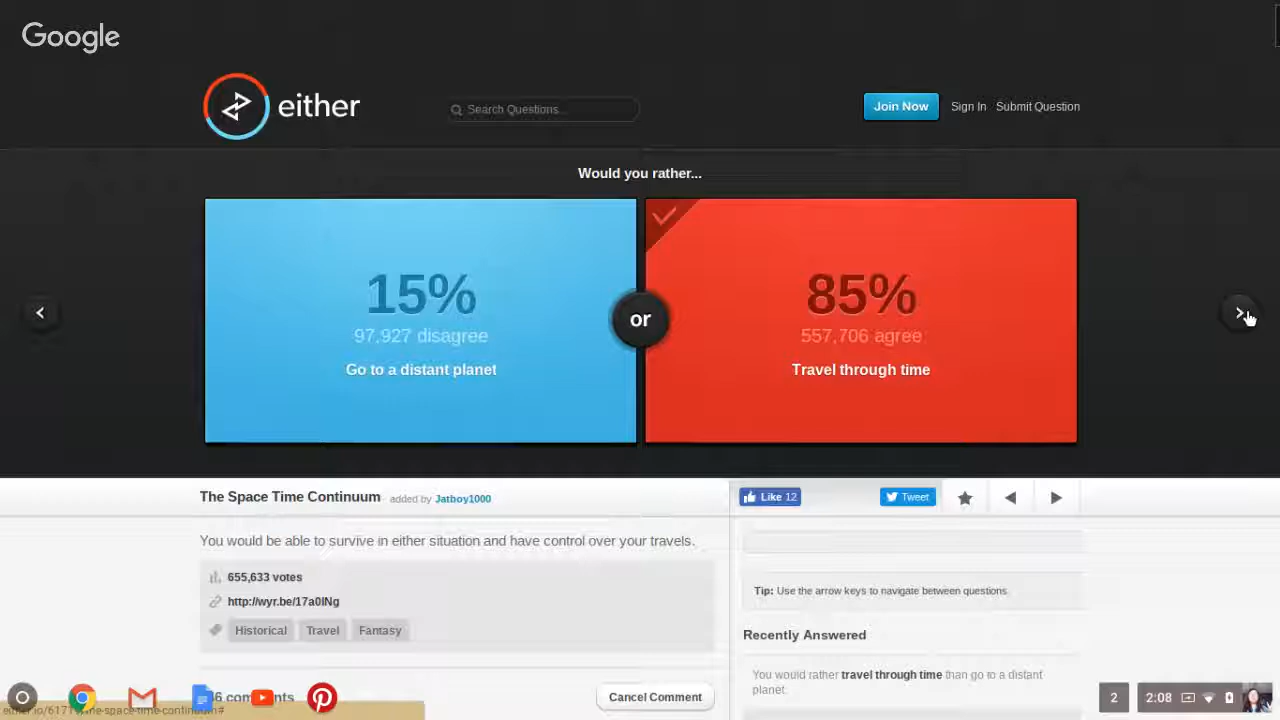 Google
either
Search Questions...
Join Now
Sign In
Submit Question
Would you rather...
15%
97,927 disagree
Go to a distant planet
or
85%
557,706 agree
Travel through time
The Space Time Continuum
added by Jatboy1000
Like 12
Tweet
You would be able to survive in either situation and have control over your travels.
655,633 votes
http://wyr.be/17a0lNg
Historical
Travel
Fantasy
Tip: Use the arrow keys to navigate between questions.
Recently Answered
You would rather travel through time than go to a distant
planet.
Cancel Comment
2
2:08